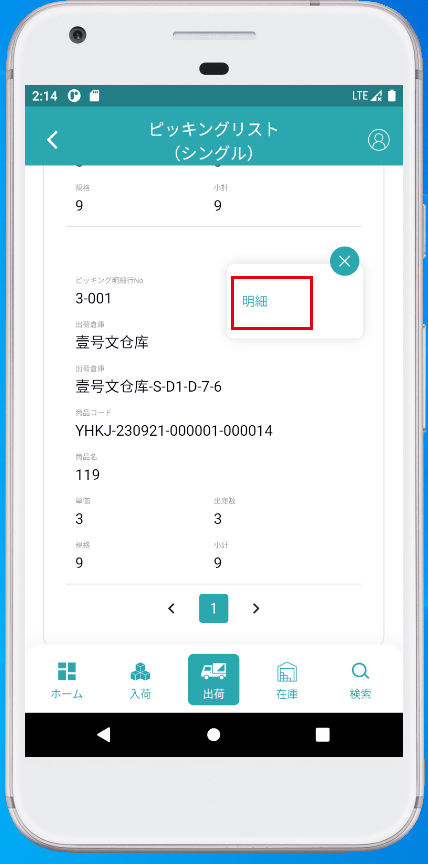 2:14
LTE
ピッキングリスト
（シングル）
規格
小計
9
9
ピッキング明細行No
3-001
明細
出荷倉庫
壹号文仓库
出荷倉庫
壹号文仓库-S-D1-D-7-6
商品コード
YHKJ-230921-000001-000014
商品名
119
単価
出庫数
3
3
規格
小計
9
9
1
ホーム
入荷
出荷
在庫
検索